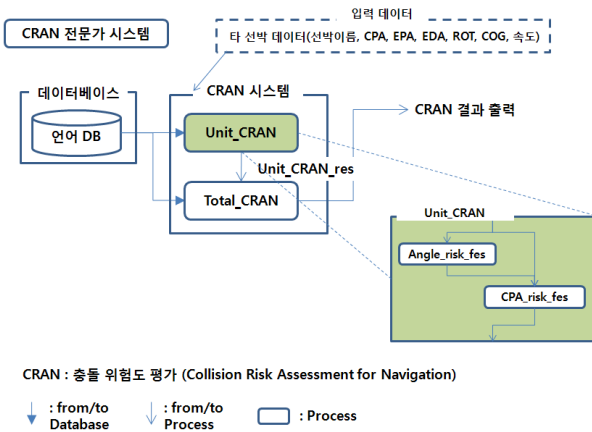 입력 데이터
CRAN 전문가 시스템
타 선박 데이터(선박이름, CPA, EPA, EDA, ROT, COG, 속도)
데이터베이스
CRAN 시스템
언어 DB
Unit_CRAN
CRAN 결과 출력
Unit_CRAN_res
Total_CRAN
Unit_CRAN
Angle_risk_fes
CPA_risk_fes
CRAN : 충돌 위험도 평가 (Collision Risk Assessment for Navigation)
: from/to
Database
: from/to
Process
: Process